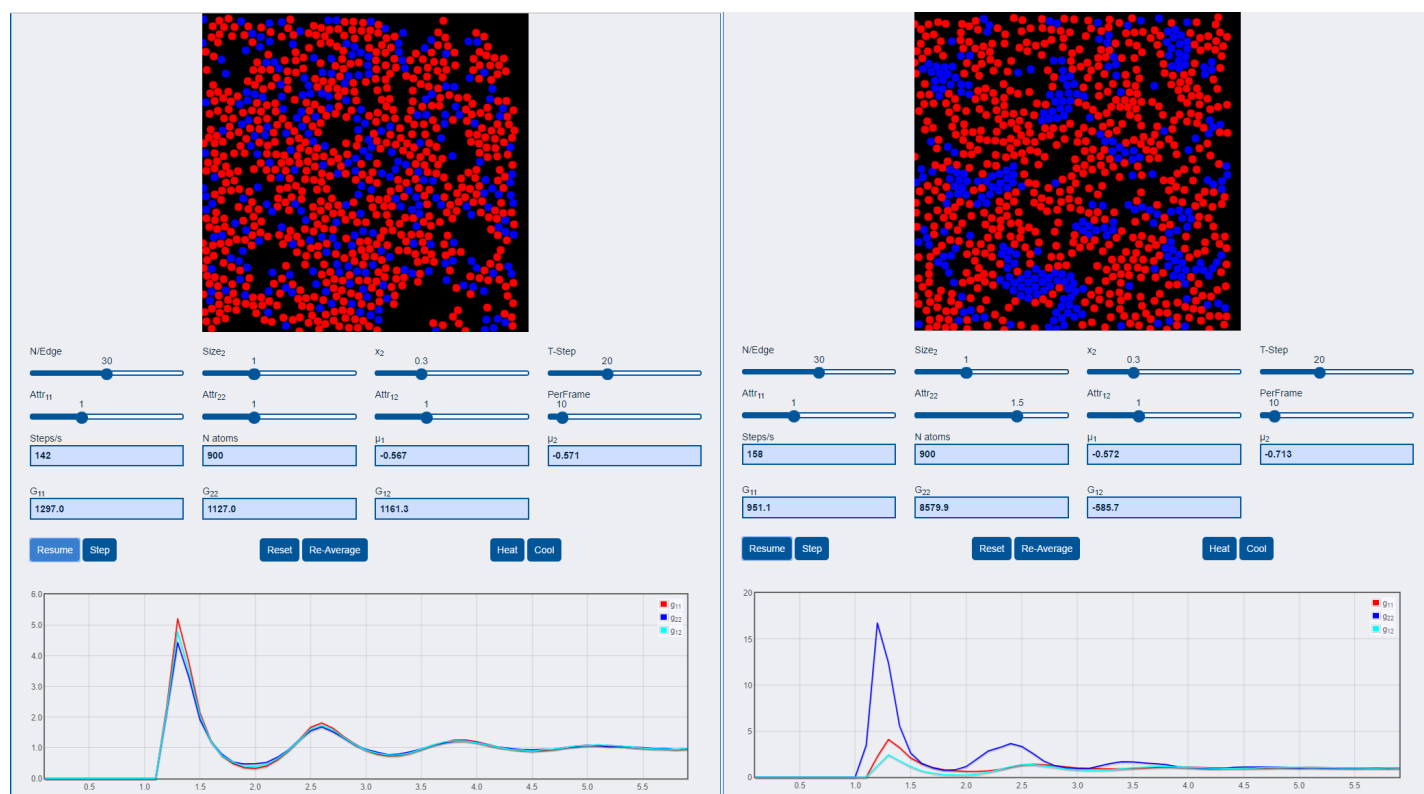 N/Edge Size₂ x₂ T-Step
30 1 0.3 20
Attr₁₁ Attr₂₂ Attr₁₂ PerFrame
1 1 1 10
Steps/s N atoms μ₁ μ₂
142 900 -0.567 -0.571
G₁₁ G₂₂ G₁₂
1297.0 1127.0 1161.3
Resume Step Reset Re-Average Heat Cool
6.0
5.0
4.0
3.0
2.0
1.0
0.0
g₁₁
g₂₂
g₁₂
0.5 1.0 1.5 2.0 2.5 3.0 3.5 4.0 4.5 5.0 5.5
N/Edge Size₂ x₂ T-Step
30 1 0.3 20
Attr₁₁ Attr₂₂ Attr₁₂ PerFrame
1 1.5 1 10
Steps/s N atoms μ₁ μ₂
158 900 -0.572 -0.713
G₁₁ G₂₂ G₁₂
951.1 8579.9 -585.7
Resume Step Reset Re-Average Heat Cool
20
15
10
5
0
g₁₁
g₂₂
g₁₂
0.5 1.0 1.5 2.0 2.5 3.0 3.5 4.0 4.5 5.0 5.5